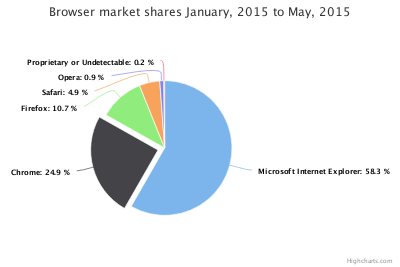 Browser market shares January, 2015 to May, 2015
Proprietary or Undetectable: 0.2 %
Opera: 0.9 %
Safari: 4.9 %
Firefox: 10.7 %
Chrome: 24.9 %
Microsoft Internet Explorer: 58.3 %
Highcharts.com